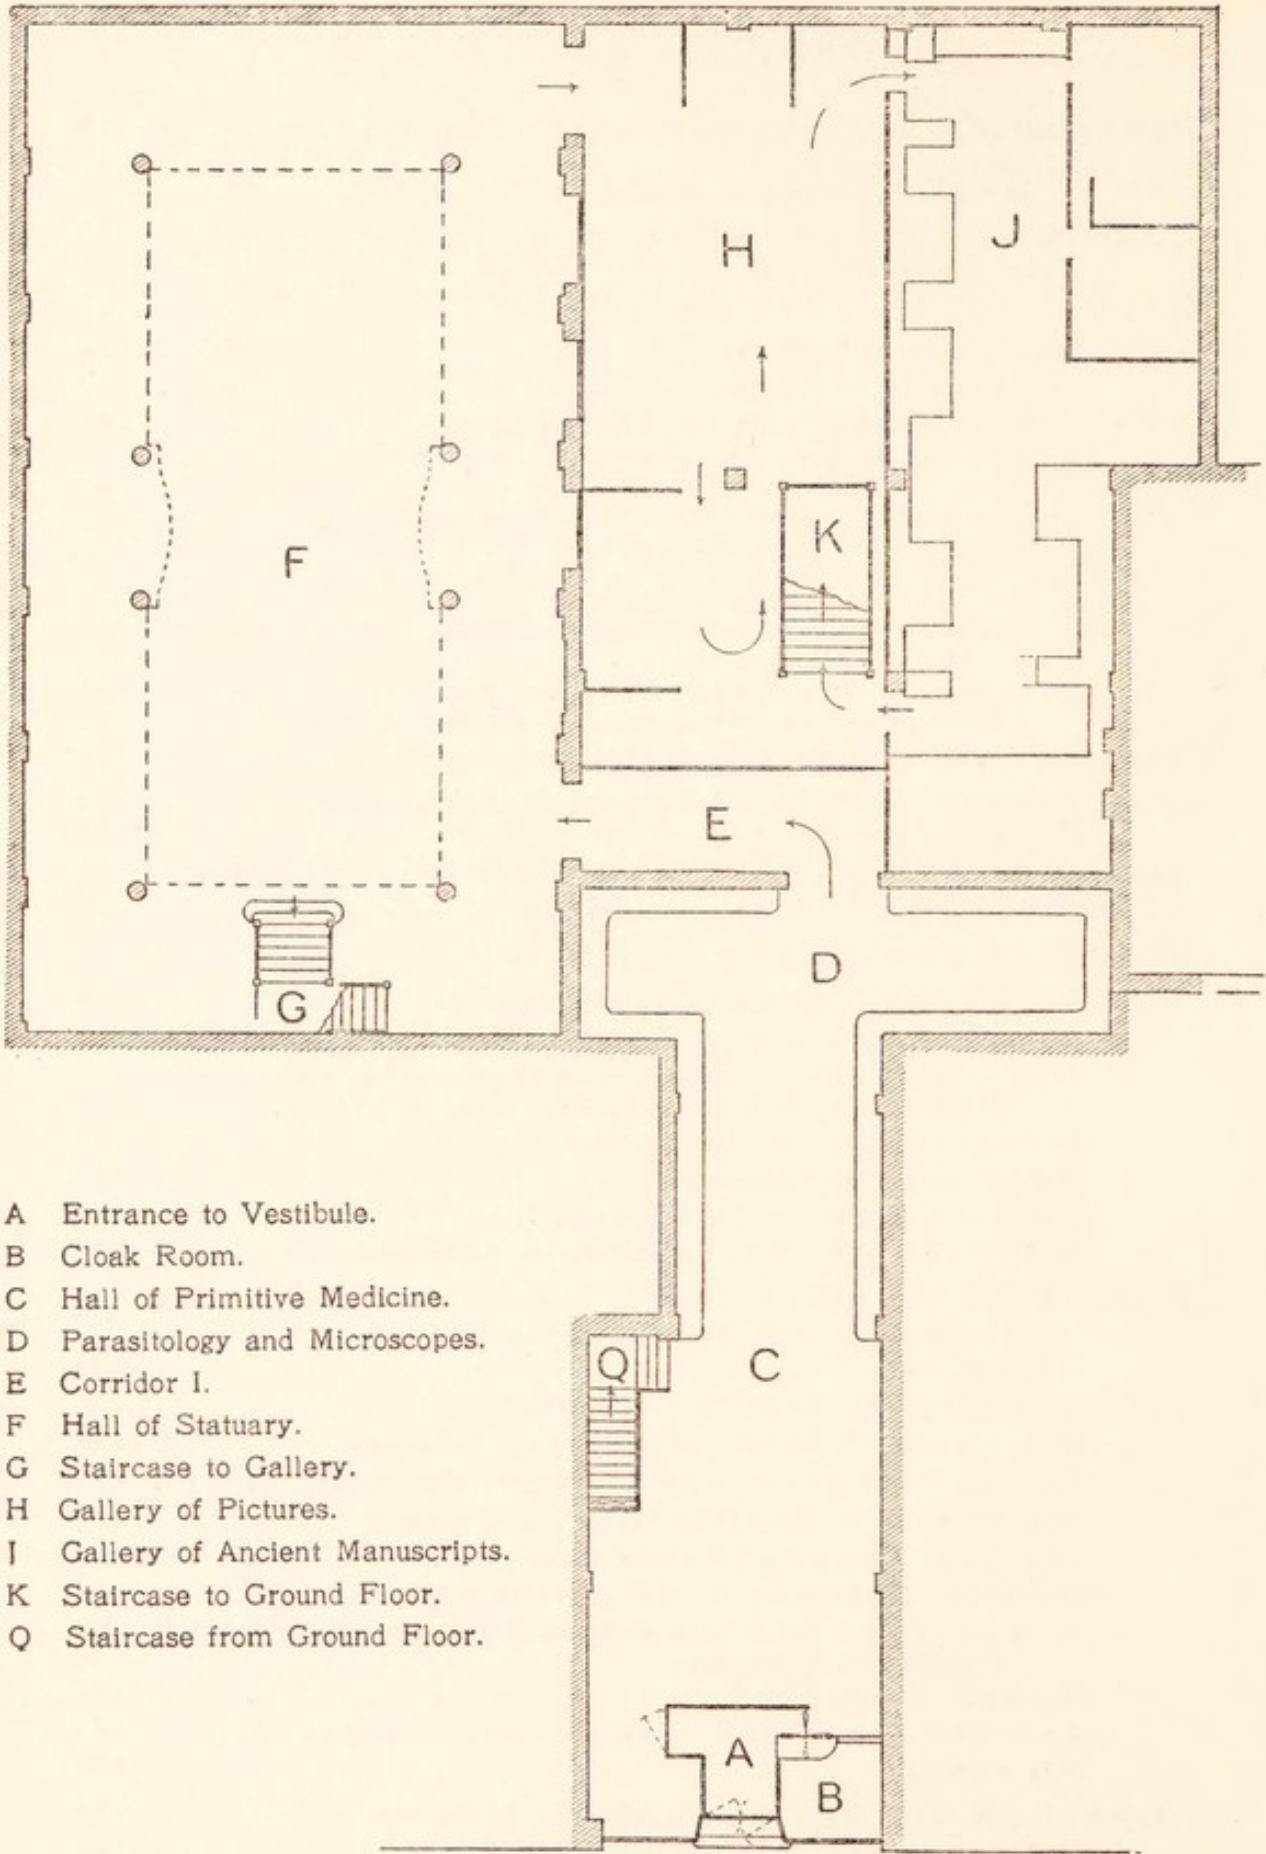 H
J
K
F
E
D
G
A Entrance to Vestibule.
B Cloak Room.
C Hall of Primitive Medicine.
D Parasitology and Microscopes.
E Corridor I.
F Hall of Statuary.
G Staircase to Gallery.
H Gallery of Pictures.
J Gallery of Ancient Manuscripts.
K Staircase to Ground Floor.
Q Staircase from Ground Floor.
Q
C
A
B